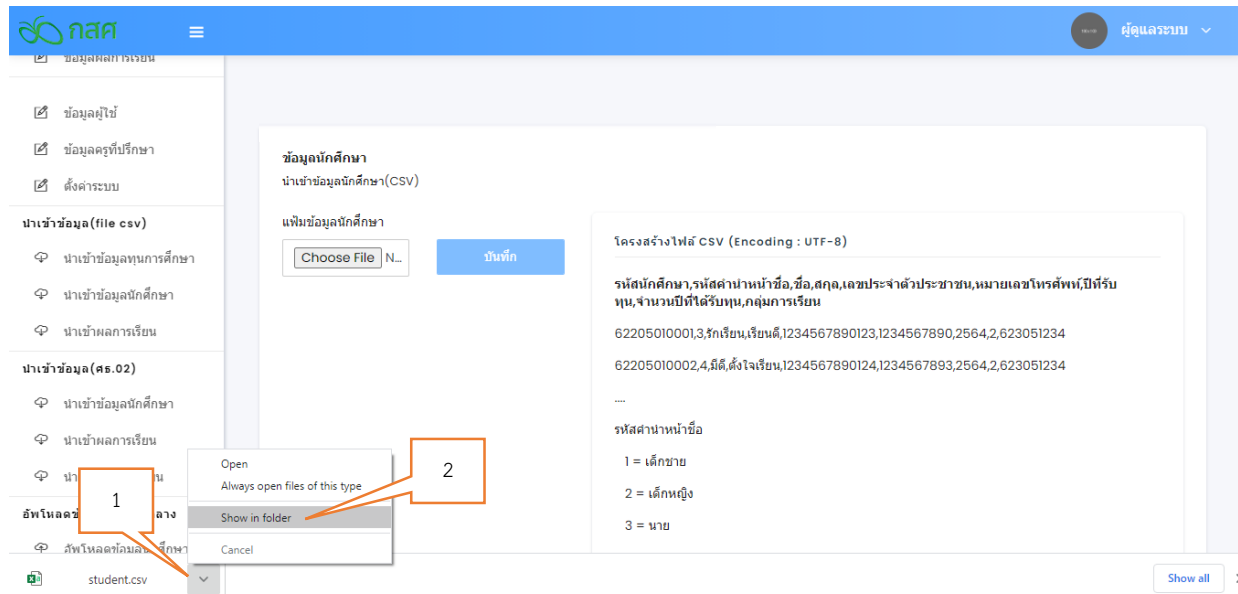 กสศ
ผู้ดูแลระบบ
ข้อมูลผลการเรียน
ข้อมูลผู้ใช้
ข้อมูลครูที่ปรึกษา
ตั้งค่าระบบ
นำเข้าข้อมูล(file csv)
นำเข้าข้อมูลทุนการศึกษา
นำเข้าข้อมูลนักศึกษา
นำเข้าผลการเรียน
นำเข้าข้อมูล(ศธ.02)
นำเข้าข้อมูลนักศึกษา
นำเข้าผลการเรียน
ข้อมูลนักศึกษา
นำเข้าข้อมูลนักศึกษา(CSV)
แฟ้มข้อมูลนักศึกษา
Choose File N...
บันทึก
โครงสร้างไฟล์ CSV (Encoding : UTF-8)
รหัสนักศึกษา,รหัสคำนำหน้าชื่อ,ชื่อ,สกุล,เลขประจำตัวประชาชน,หมายเลขโทรศัพท์,ปีที่รับ
ทุน,จำนวนปีที่ได้รับทุน,กลุ่มการเรียน
62205010001,3,รักเรียน,เรียนดี,1234567890123,1234567890,2564,2,623051234
62205010002,4,มีดี,ตั้งใจเรียน,1234567890124,1234567893,2564,2,623051234
....
รหัสคำนำหน้าชื่อ
1 = เด็กชาย
2 = เด็กหญิง
3 = นาย
Open
Always open files of this type
Show in folder
Cancel
1
2
student.csv
Show all